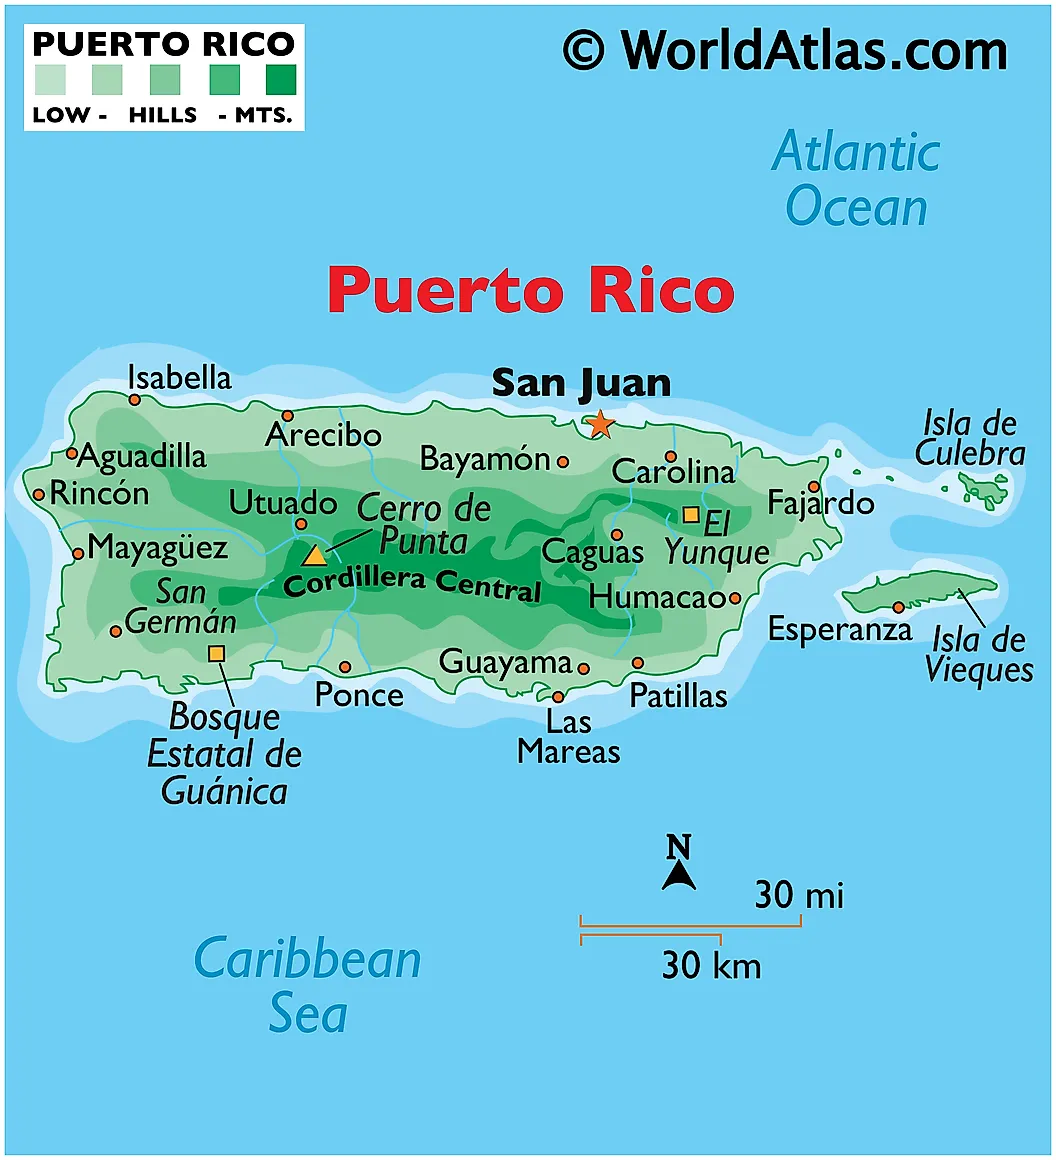 PUERTO RICO
LOW - HILLS - MTS.
© WorldAtlas.com
Atlantic
Ocean
Puerto Rico
Isabella
San Juan
Arecibo
Aguadilla
Bayamón
Carolina
Isla de
Culebra
Rincón
Utuado
Cerro de
Punta
Fajardo
El
Yunque
Mayagüez
Caguas
Cordillera Central
San
Germán
Humacao
Esperanza
Isla de
Vieques
Guayama
Ponce
Patillas
Las
Mareas
Bosque
Estatal de
Guánica
N
30 mi
30 km
Caribbean
Sea